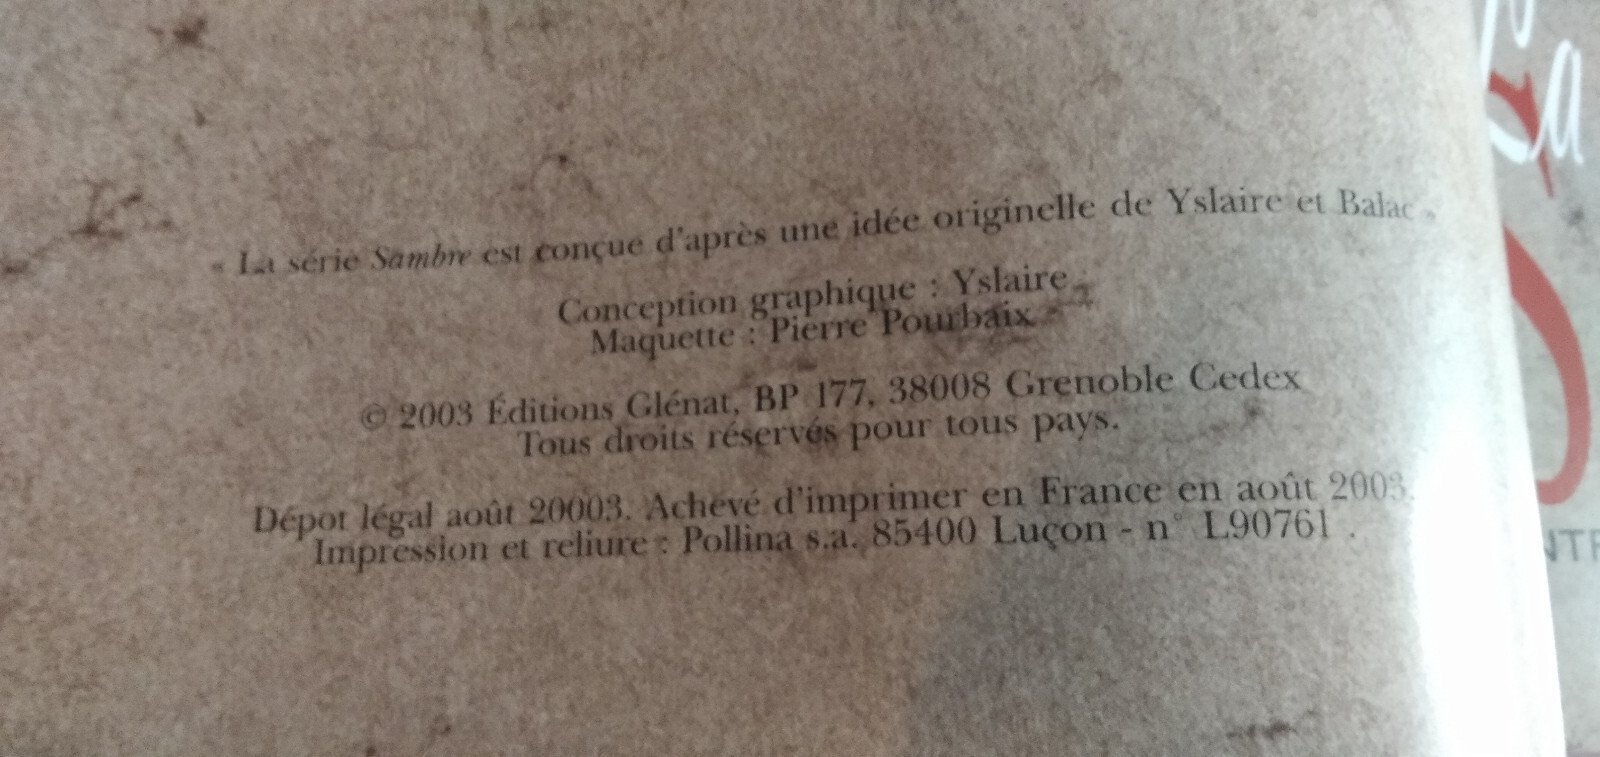 « La série Sambre est conçue d'après une idée originelle de Yslaire et Balac »
Conception graphique : Yslaire
Maquette : Pierre Pourbaix
© 2003 Éditions Glénat, BP 177, 38008 Grenoble Cedex
Tous droits réservés pour tous pays.
Dépot légal août 20003. Achevé d'imprimer en France en août 2003.
Impression et reliure : Pollina s.a. 85400 Luçon - n° L90761 .